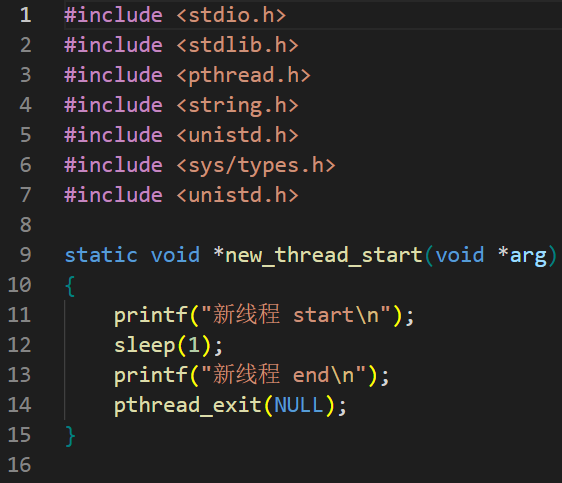 1 #include <stdio.h>
2 #include <stdlib.h>
3 #include <pthread.h>
4 #include <string.h>
5 #include <unistd.h>
6 #include <sys/types.h>
7 #include <unistd.h>
8
9 static void *new_thread_start(void *arg)
10 {
11     printf("新线程 start\n");
12     sleep(1);
13     printf("新线程 end\n");
14     pthread_exit(NULL);
15 }
16